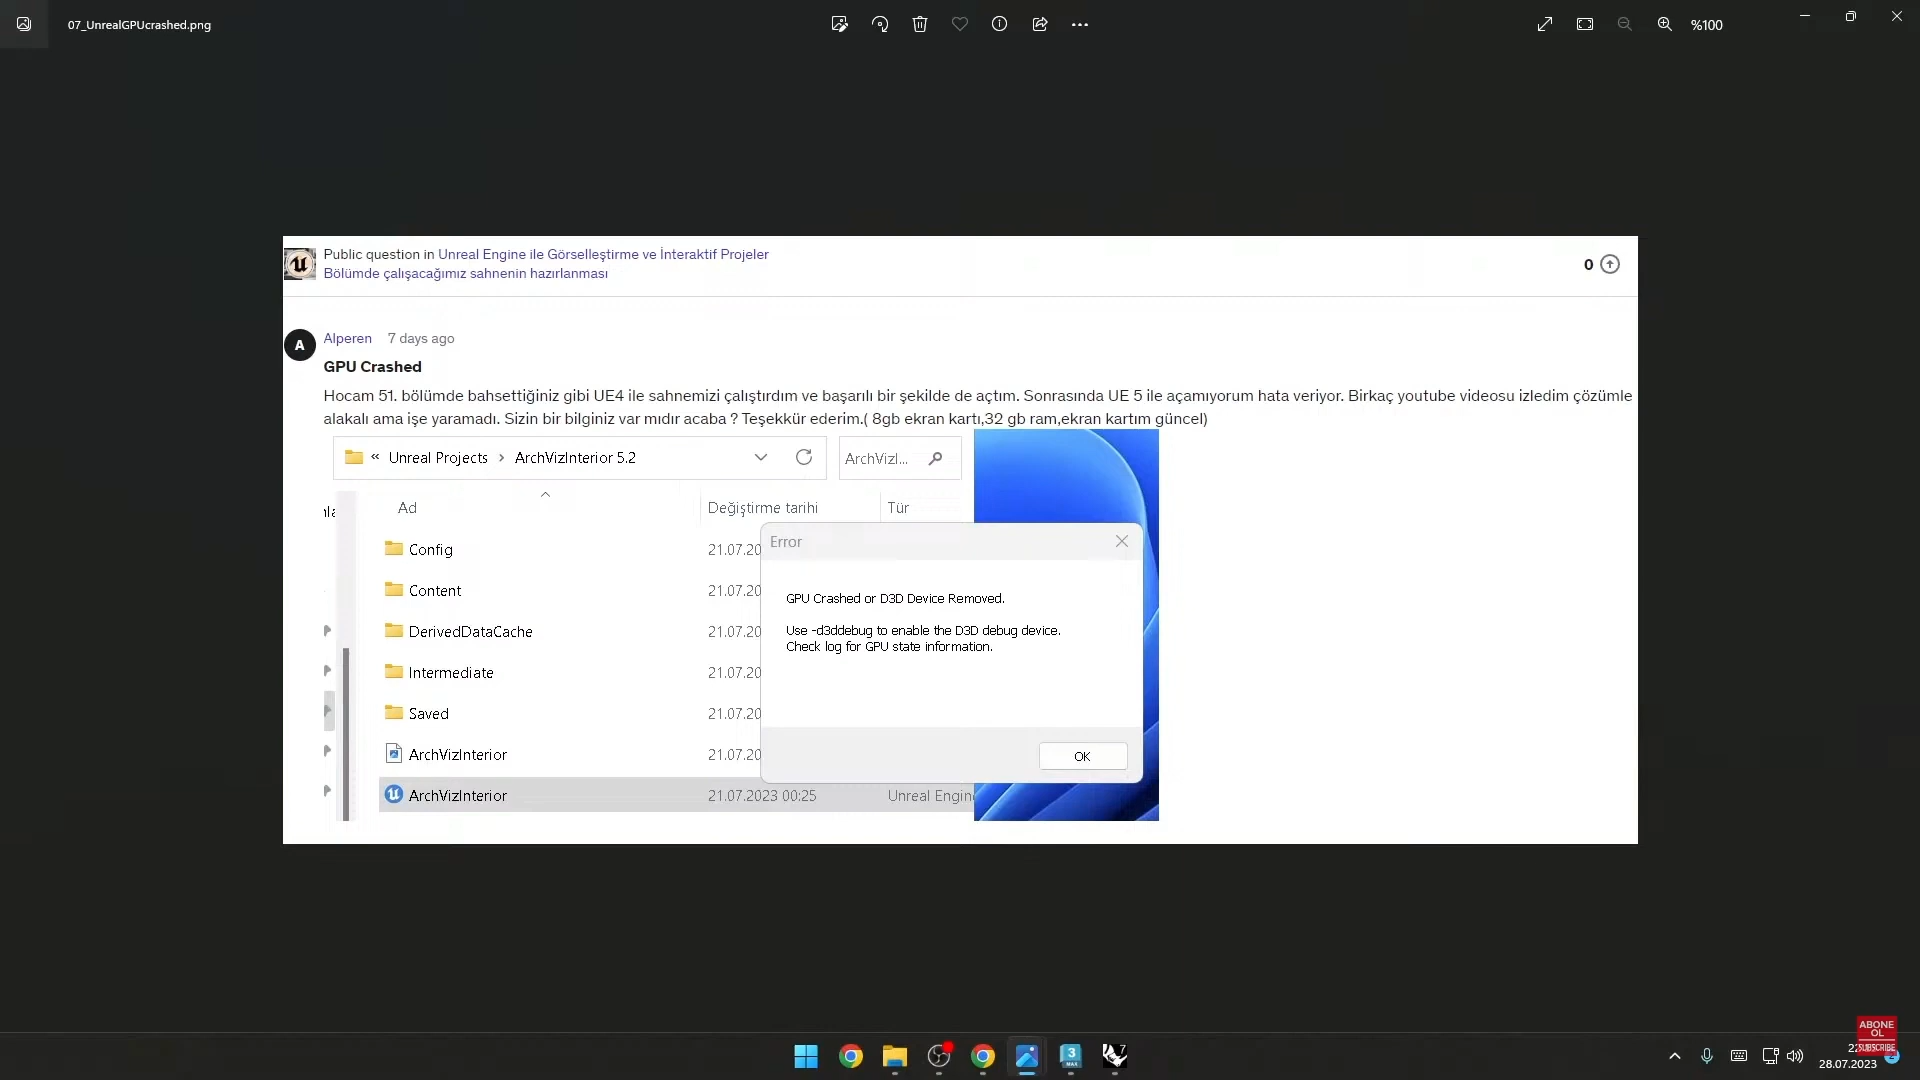 07_UnrealGPUcrashed.png
%100
Public question in Unreal Engine ile Görselleştirme ve İnteraktif Projeler
Bölümde çalışacağımız sahnenin hazırlanması
0
A
Alperen 7 days ago
GPU Crashed
Hocam 51. bölümde bahsettiğiniz gibi UE4 ile sahnemizi çalıştırdım ve başarılı bir şekilde de açtım. Sonrasında UE 5 ile açamıyorum hata veriyor. Birkaç youtube videosu izledim çözümle
alakalı ama işe yaramadı. Sizin bir bilginiz var mıdır acaba ? Teşekkür ederim.( 8gb ekran kartı,32 gb ram,ekran kartım güncel)
« Unreal Projects > ArchVizInterior 5.2
ArchVizI...
Ad Değiştirme tarihi Tür
Config 21.07.20
Content 21.07.20
DerivedDataCache 21.07.20
Intermediate 21.07.20
Saved 21.07.20
ArchVizInterior 21.07.20
ArchVizInterior 21.07.2023 00:25 Unreal Engin
Error
GPU Crashed or D3D Device Removed.
Use -d3ddebug to enable the D3D debug device.
Check log for GPU state information.
OK
3
MAX
7
ABONE
OL
SUBSCRIBE
28.07.2023